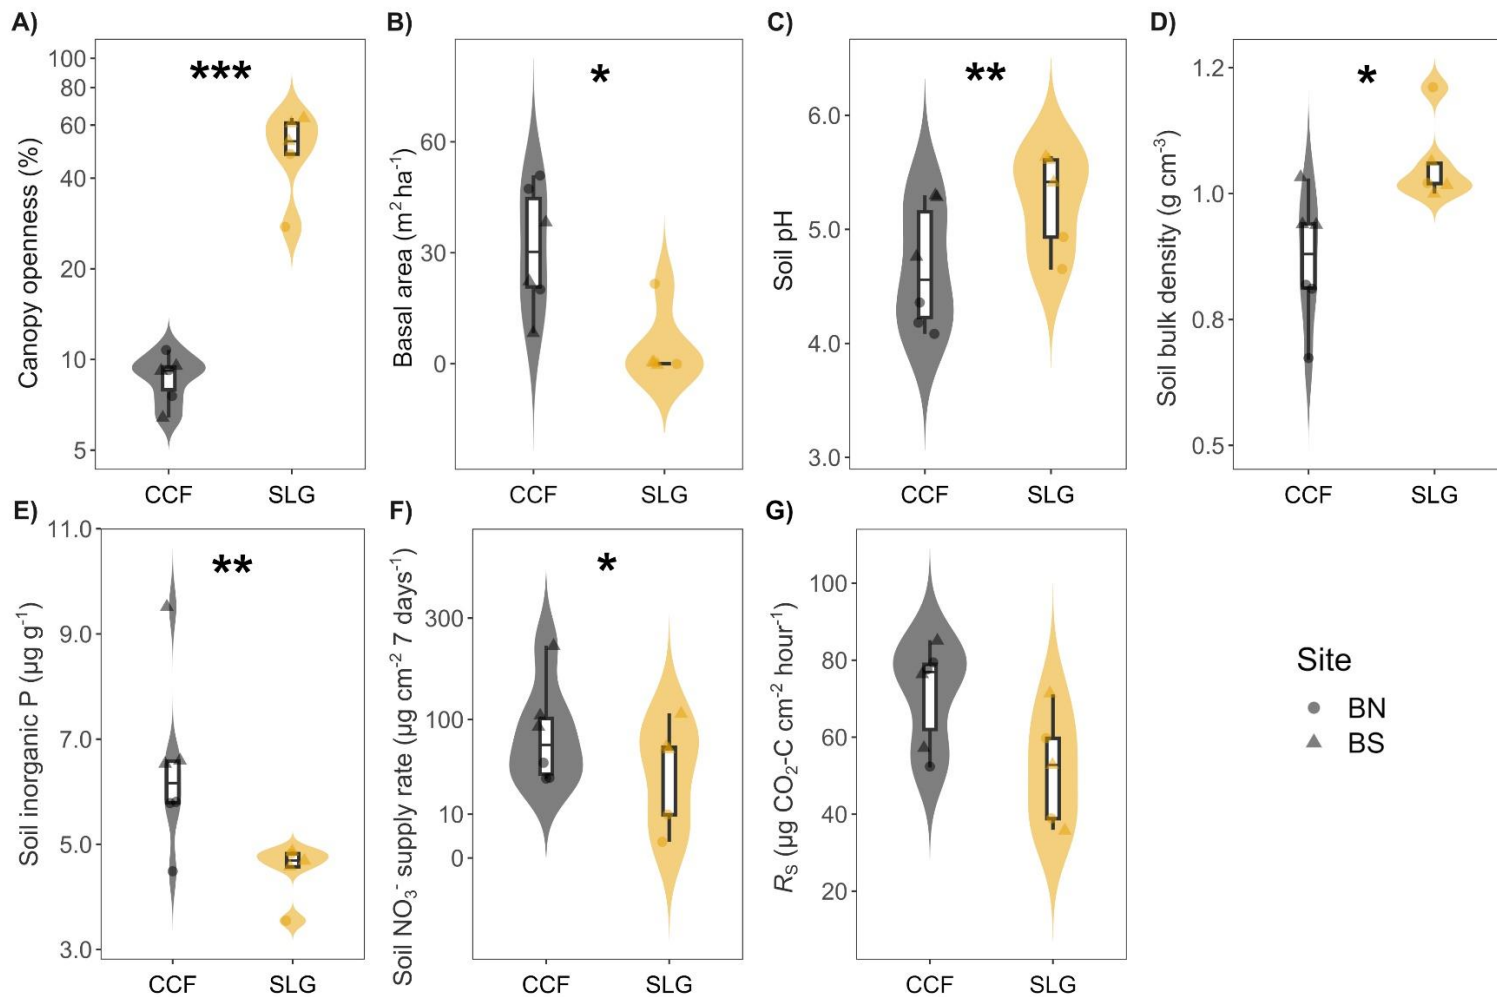 A)
Canopy openness (%)
100
80
60
40
20
10
5
***
CCF
SLG
B)
Basal area (m² ha⁻¹)
60
30
0
*
CCF
SLG
C)
Soil pH
6.0
5.0
4.0
3.0
**
CCF
SLG
D)
Soil bulk density (g cm⁻³)
1.2
1.0
0.8
0.5
*
CCF
SLG
E)
Soil inorganic P (µg g⁻¹)
11.0
9.0
7.0
5.0
3.0
**
CCF
SLG
F)
Soil NO₃⁻ supply rate (µg cm⁻² 7 days⁻¹)
300
100
10
0
*
CCF
SLG
G)
Rₛ (µg CO₂-C cm⁻² hour⁻¹)
100
80
60
40
20
CCF
SLG
Site
BN
BS